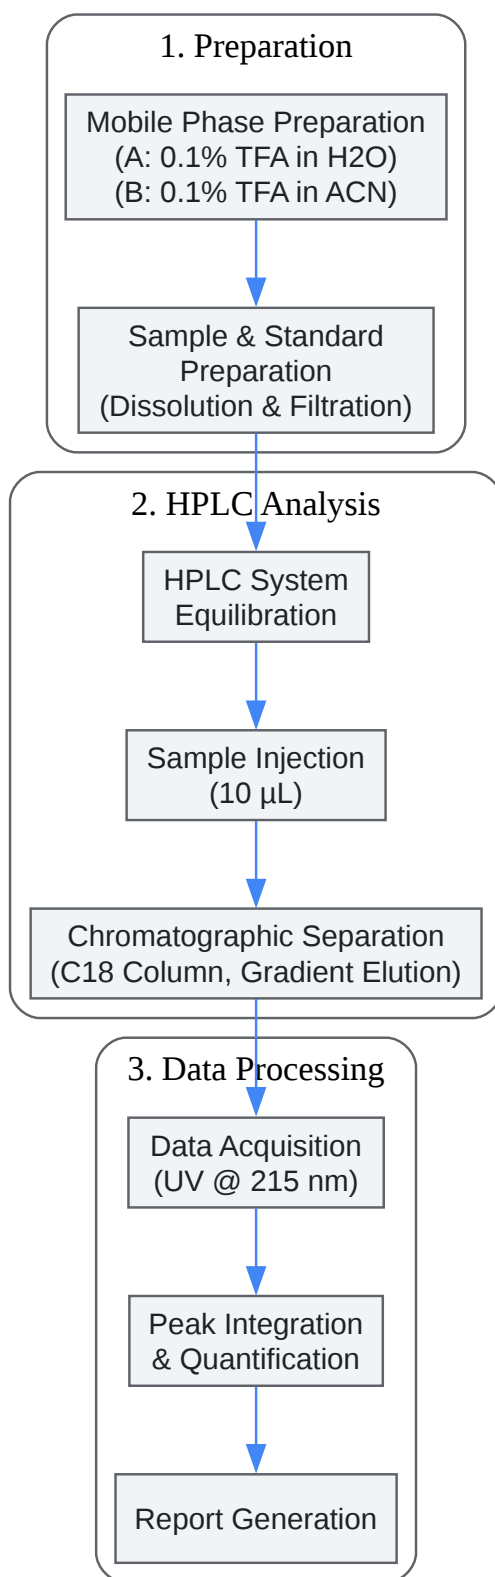 1. Preparation
Mobile Phase Preparation
(A: 0.1% TFA in H2O)
(B: 0.1% TFA in ACN)
Sample & Standard
Preparation
(Dissolution & Filtration)
2. HPLC Analysis
HPLC System
Equilibration
Sample Injection
(10 µL)
Chromatographic Separation
(C18 Column, Gradient Elution)
3. Data Processing
Data Acquisition
(UV @ 215 nm)
Peak Integration
& Quantification
Report Generation